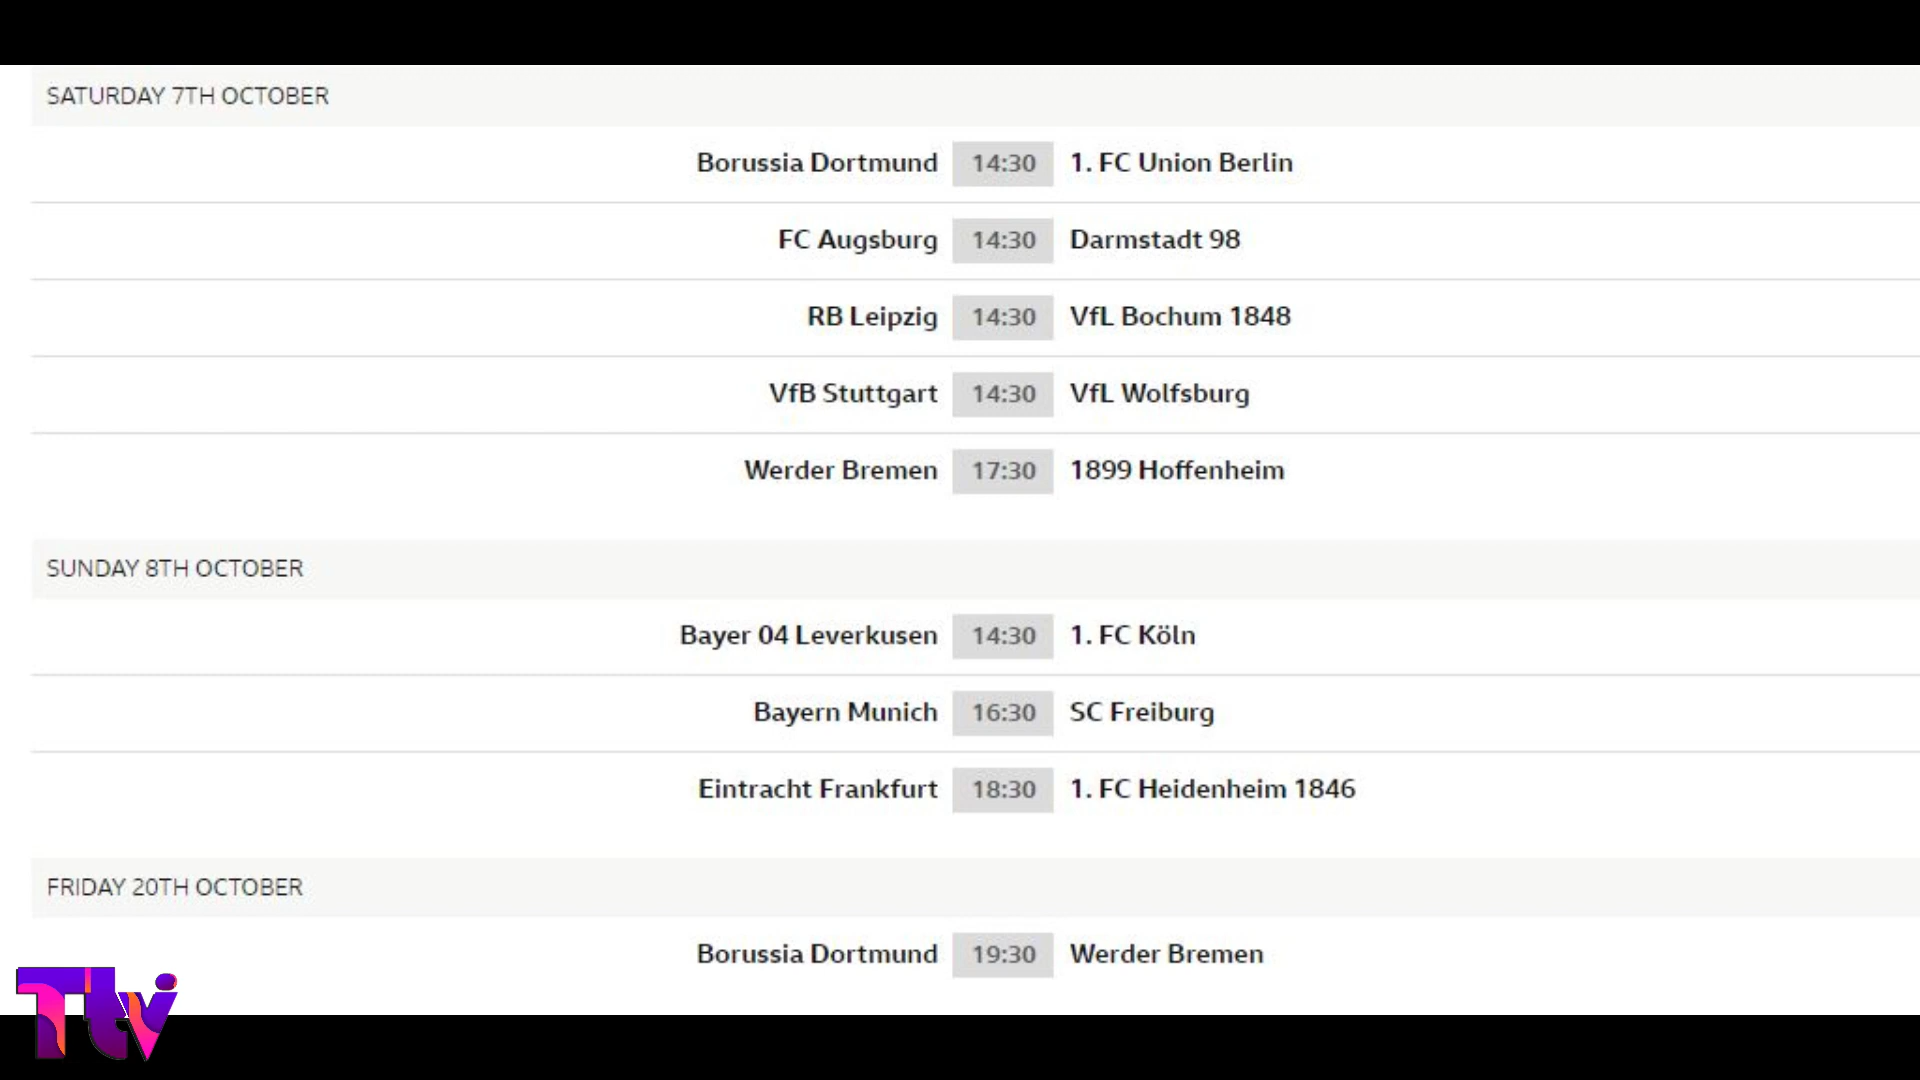 SATURDAY 7TH OCTOBER
Borussia Dortmund 14:30 1. FC Union Berlin
FC Augsburg 14:30 Darmstadt 98
RB Leipzig 14:30 VfL Bochum 1848
VfB Stuttgart 14:30 VfL Wolfsburg
Werder Bremen 17:30 1899 Hoffenheim
SUNDAY 8TH OCTOBER
Bayer 04 Leverkusen 14:30 1. FC Köln
Bayern Munich 16:30 SC Freiburg
Eintracht Frankfurt 18:30 1. FC Heidenheim 1846
FRIDAY 20TH OCTOBER
Borussia Dortmund 19:30 Werder Bremen
Ttv